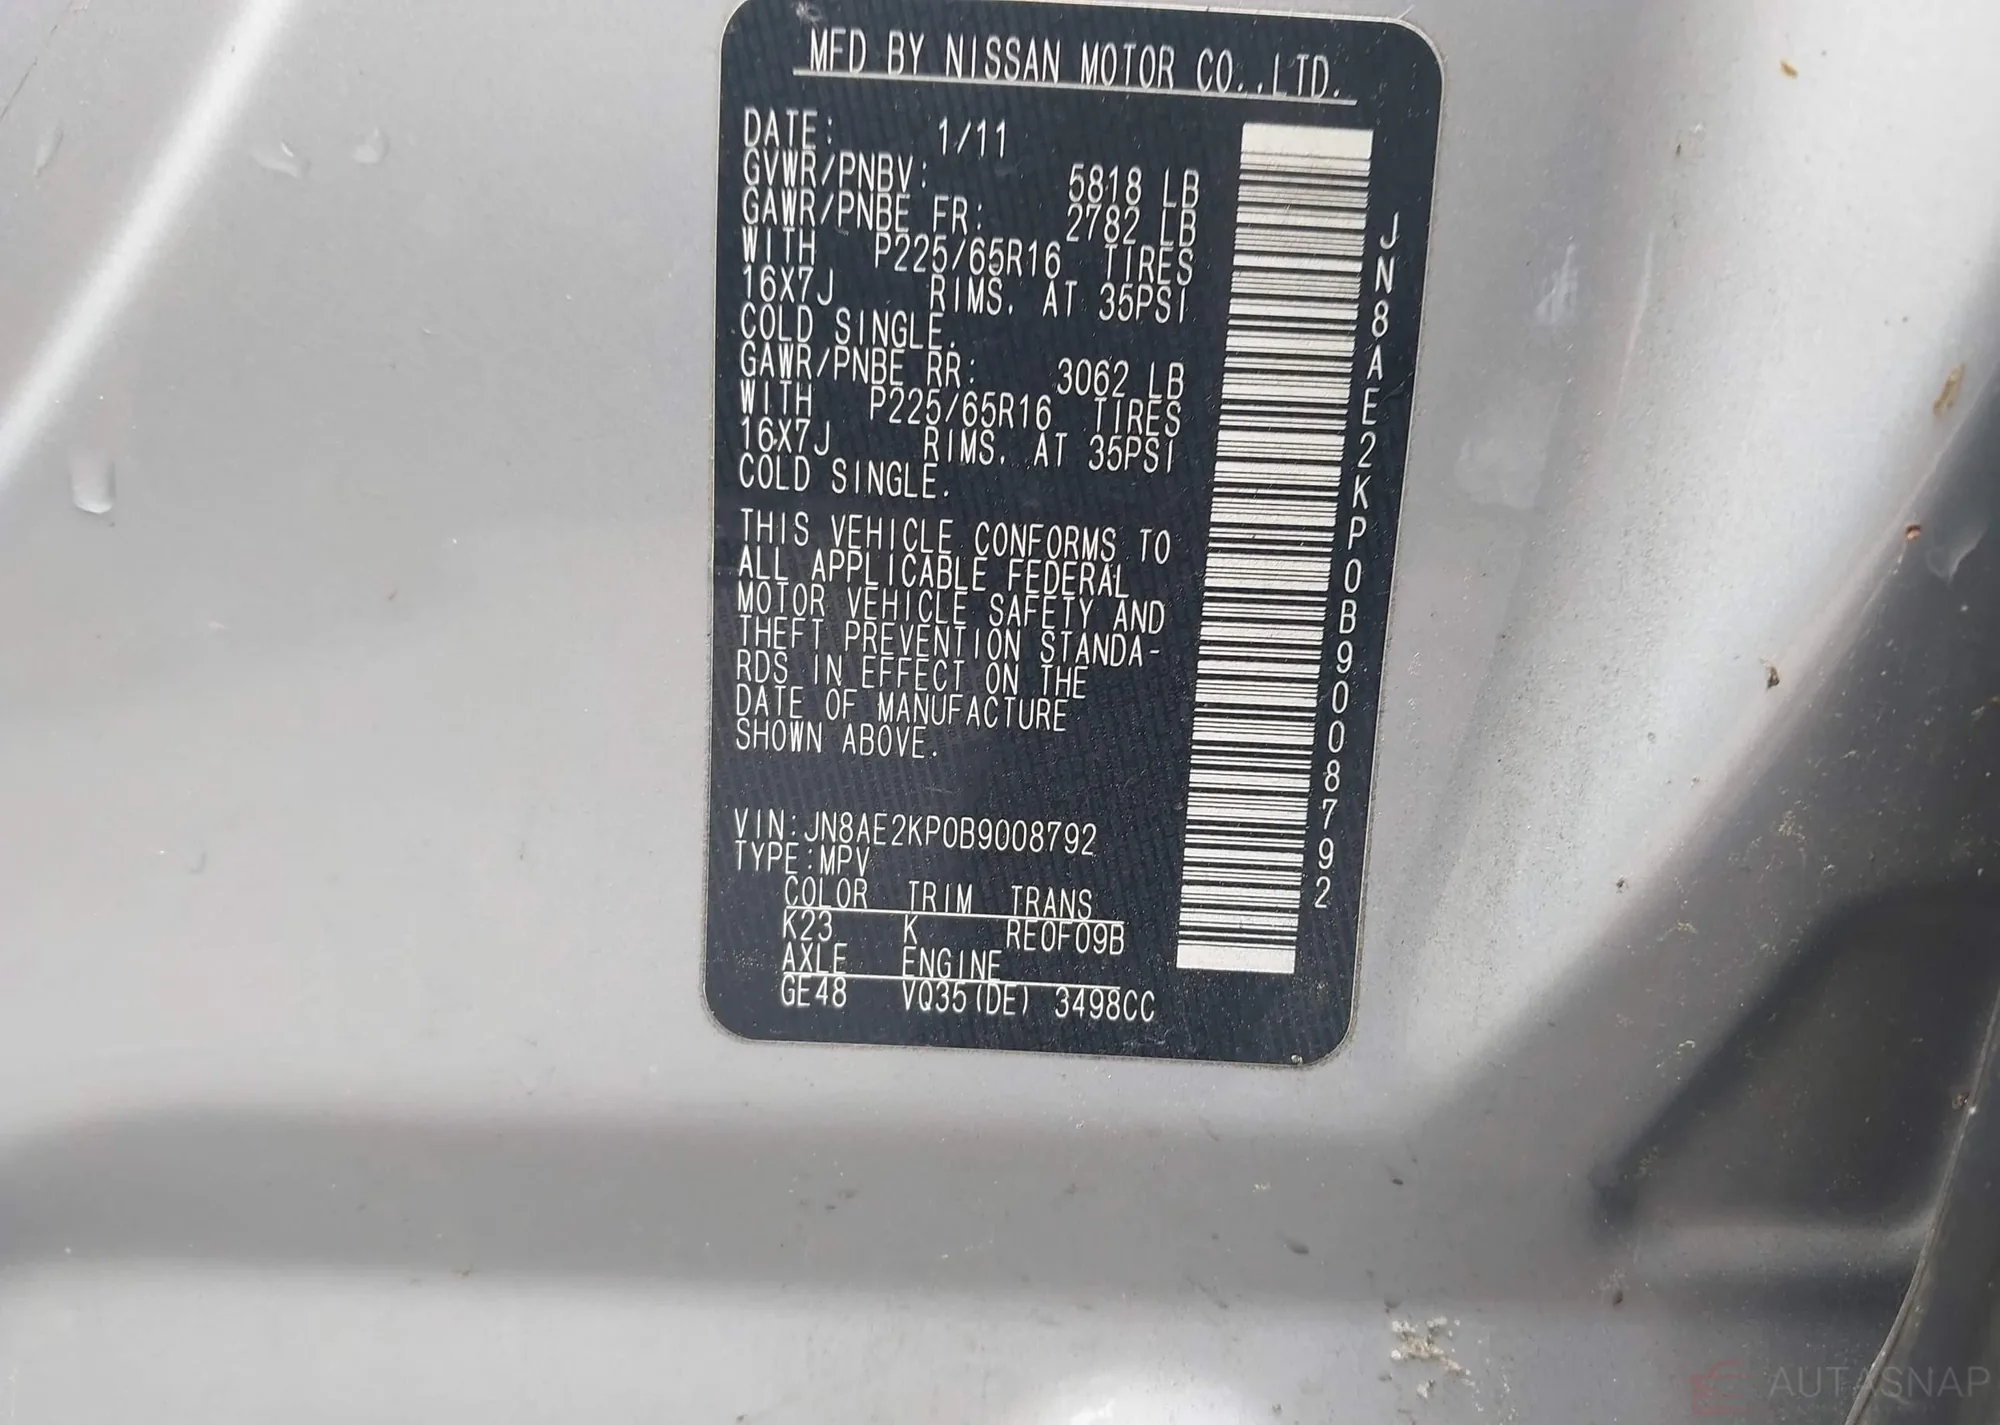 MFD BY NISSAN MOTOR CO.,LTD.
DATE: 1/11
GVWR/PNBV: 5818 LB
GAWR/PNBE FR: 2782 LB
WITH P225/65R16 TIRES
16X7J RIMS. AT 35PSI
COLD SINGLE.
GAWR/PNBE RR: 3062 LB
WITH P225/65R16 TIRES
16X7J RIMS. AT 35PSI
COLD SINGLE.
THIS VEHICLE CONFORMS TO
ALL APPLICABLE FEDERAL
MOTOR VEHICLE SAFETY AND
THEFT PREVENTION STANDA-
RDS IN EFFECT ON THE
DATE OF MANUFACTURE
SHOWN ABOVE.
VIN:JN8AE2KP0B9008792
TYPE:MPV
COLOR TRIM TRANS
K23 K RE0F09B
AXLE ENGINE
GE48 VQ35(DE) 3498CC
JN8AE2KP0B9008792
AUTASNAP